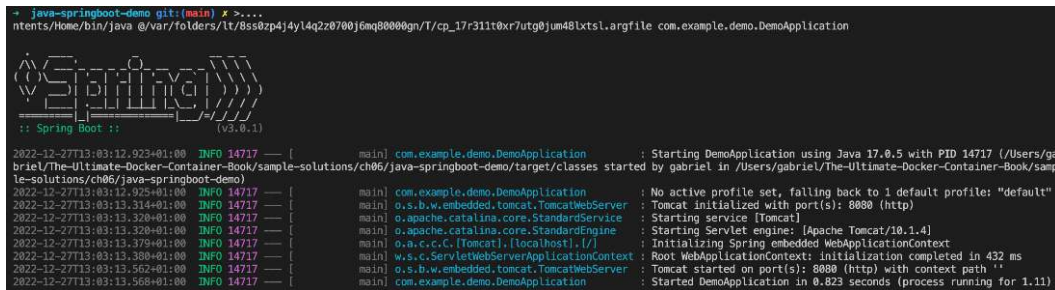 → java-springboot-demo git:(main) ✗ >....
ntents/Home/bin/java @/var/folders/lt/8ss0zp4j4yl4q2z0700j6mq80000gn/T/cp_17r311t0xr7utg0jum48lxtsl.argfile com.example.demo.DemoApplication
:: Spring Boot :: (v3.0.1)
2022-12-27T13:03:12.923+01:00 INFO 14717 --- [ main] com.example.demo.DemoApplication : Starting DemoApplication using Java 17.0.5 with PID 14717 (/Users/ga
briel/The-Ultimate-Docker-Container-Book/sample-solutions/ch06/java-springboot-demo/target/classes started by gabriel in /Users/gabriel/The-Ultimate-Docker-Container-Book/samp
le-solutions/ch06/java-springboot-demo)
2022-12-27T13:03:12.925+01:00 INFO 14717 --- [ main] com.example.demo.DemoApplication : No active profile set, falling back to 1 default profile: "default"
2022-12-27T13:03:13.314+01:00 INFO 14717 --- [ main] o.s.b.w.embedded.tomcat.TomcatWebServer : Tomcat initialized with port(s): 8080 (http)
2022-12-27T13:03:13.320+01:00 INFO 14717 --- [ main] o.apache.catalina.core.StandardService : Starting service [Tomcat]
2022-12-27T13:03:13.320+01:00 INFO 14717 --- [ main] o.apache.catalina.core.StandardEngine : Starting Servlet engine: [Apache Tomcat/10.1.4]
2022-12-27T13:03:13.379+01:00 INFO 14717 --- [ main] o.a.c.c.C.[Tomcat].[localhost].[/] : Initializing Spring embedded WebApplicationContext
2022-12-27T13:03:13.380+01:00 INFO 14717 --- [ main] w.s.c.ServletWebServerApplicationContext : Root WebApplicationContext: initialization completed in 432 ms
2022-12-27T13:03:13.562+01:00 INFO 14717 --- [ main] o.s.b.w.embedded.tomcat.TomcatWebServer : Tomcat started on port(s): 8080 (http) with context path ''
2022-12-27T13:03:13.568+01:00 INFO 14717 --- [ main] com.example.demo.DemoApplication : Started DemoApplication in 0.823 seconds (process running for 1.11)